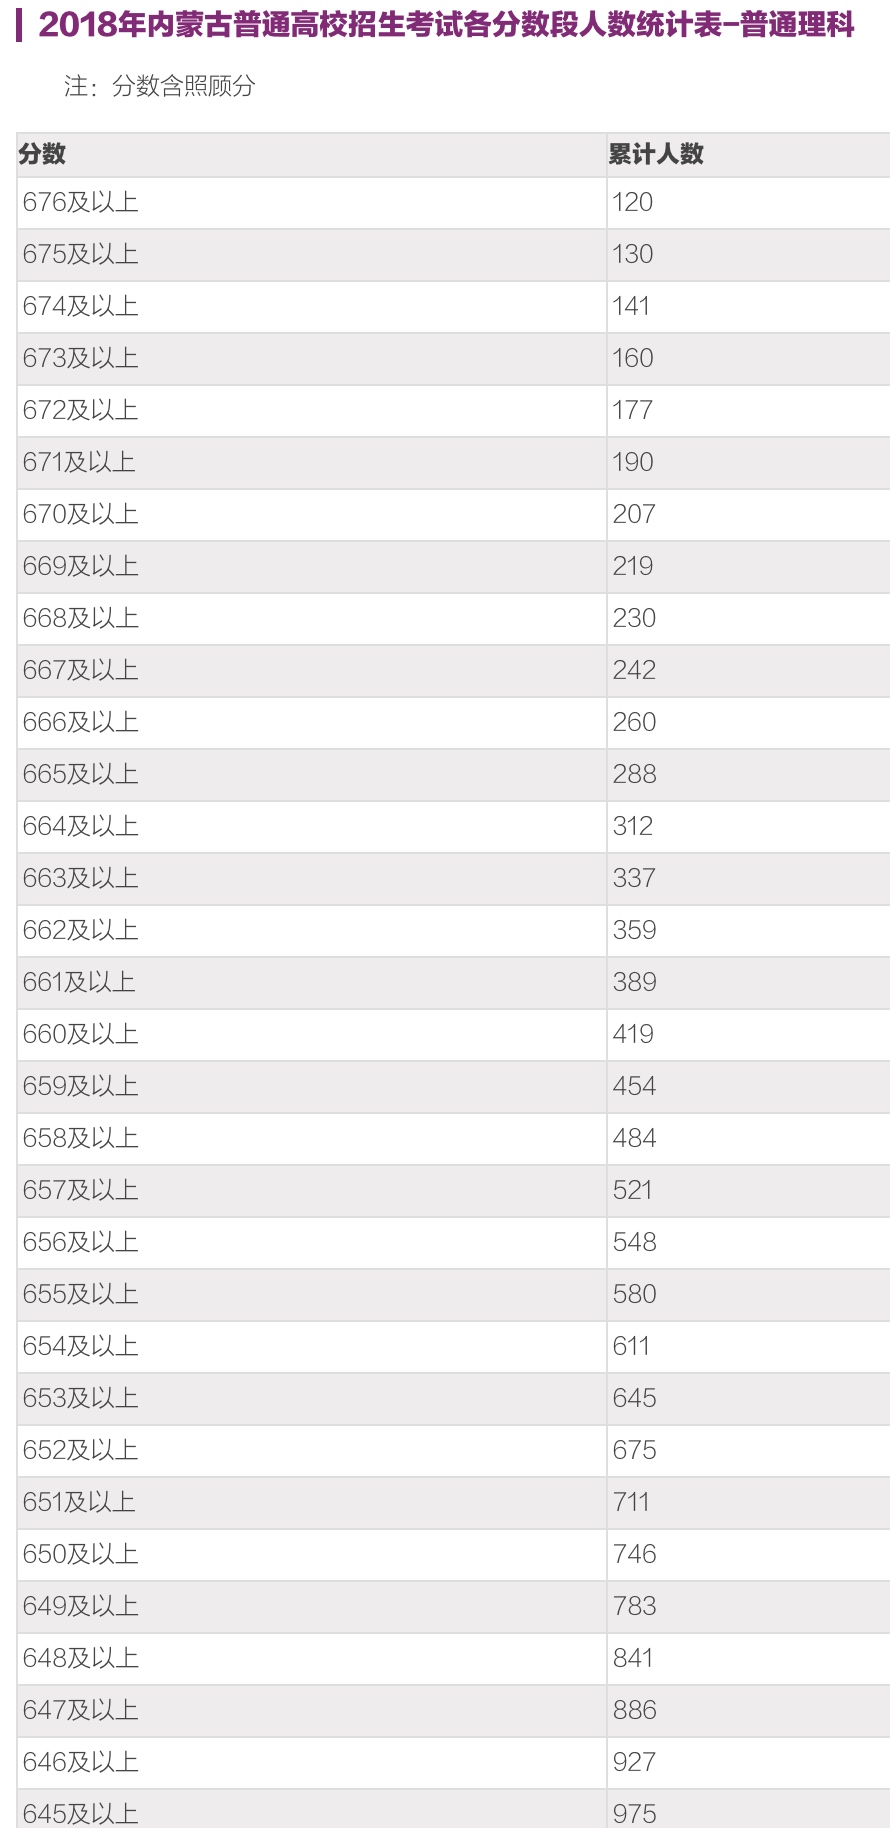 2018年内蒙古普通高校招生考试各分数段人数统计表–普通理科
注：分数含照顾分
分数 累计人数
676及以上 120
675及以上 130
674及以上 141
673及以上 160
672及以上 177
671及以上 190
670及以上 207
669及以上 219
668及以上 230
667及以上 242
666及以上 260
665及以上 288
664及以上 312
663及以上 337
662及以上 359
661及以上 389
660及以上 419
659及以上 454
658及以上 484
657及以上 521
656及以上 548
655及以上 580
654及以上 611
653及以上 645
652及以上 675
651及以上 711
650及以上 746
649及以上 783
648及以上 841
647及以上 886
646及以上 927
645及以上 975